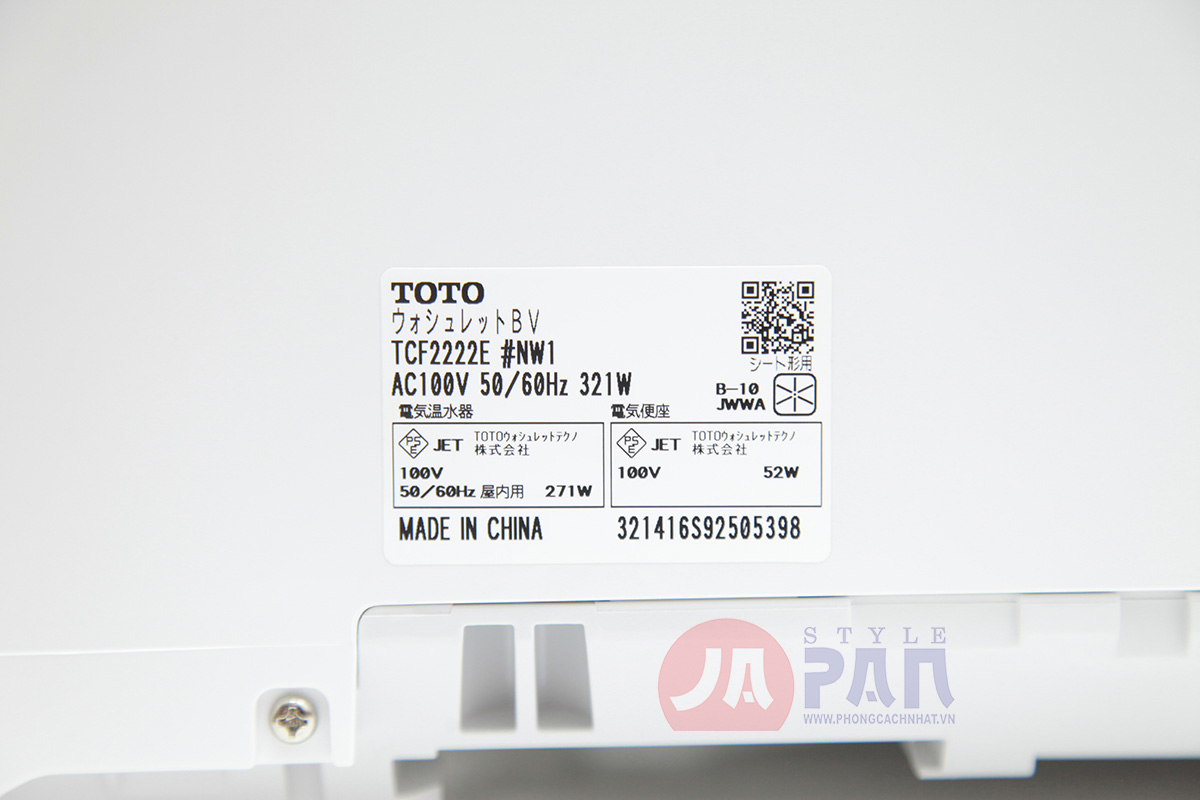 TOTO
ウォシュレットBV
TCF2222E #NW1
AC100V 50/60Hz 321W
シート形用
B-10
JWWA
電気温水器
PS
E
JET
TOTOウォシュレットテクノ
株式会社
100V
50/60Hz 屋内用 271W
電気便座
PS
E
JET
TOTOウォシュレットテクノ
株式会社
100V 52W
MADE IN CHINA
321416S92505398
STYLE
JAPAN
WWW.PHONGCACHNHAT.VN